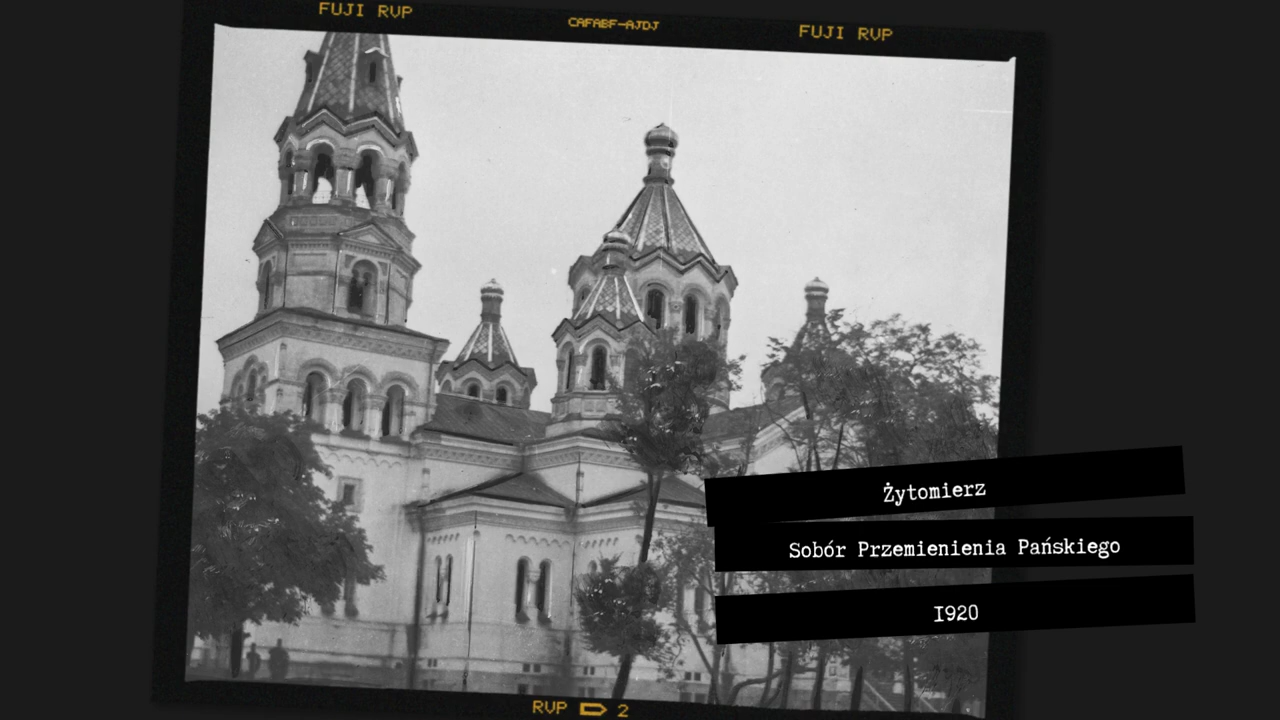 FUJI RVP
CAFABF-AJDJ
FUJI RVP
Żytomierz
Sobór Przemienienia Pańskiego
1920
RVP 2